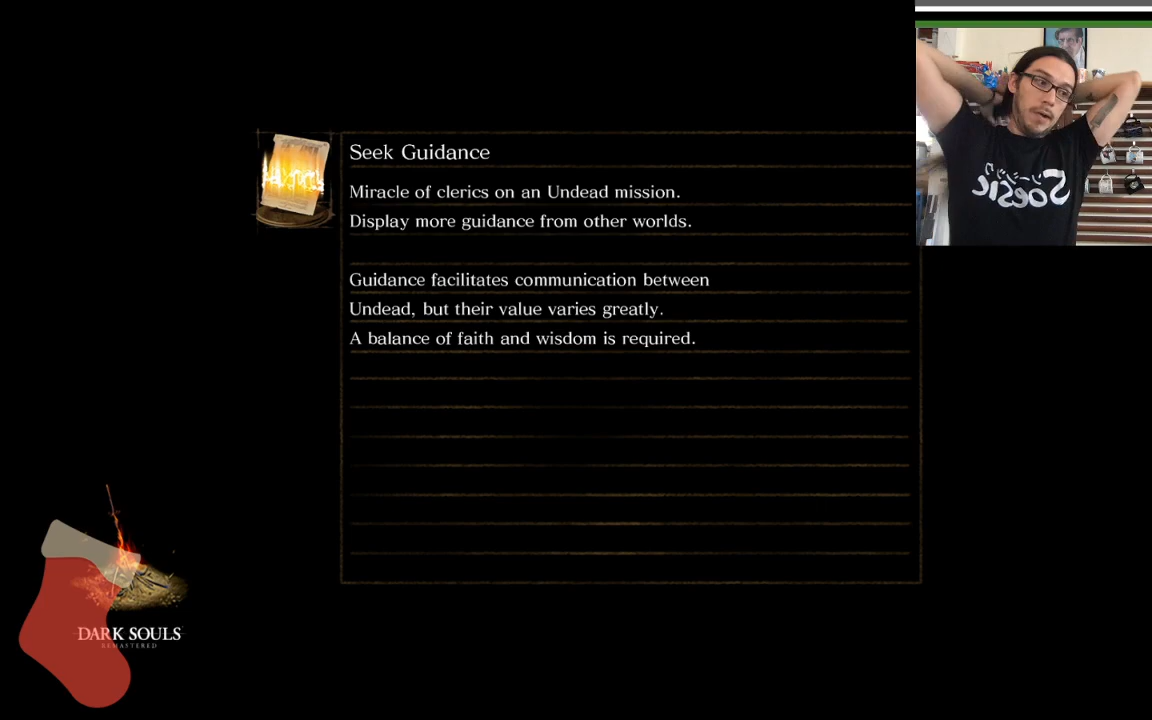 Seek Guidance
Miracle of clerics on an Undead mission.
Display more guidance from other worlds.
Guidance facilitates communication between
Undead, but their value varies greatly.
A balance of faith and wisdom is required.
Soesic
DARK SOULS
REMASTERED